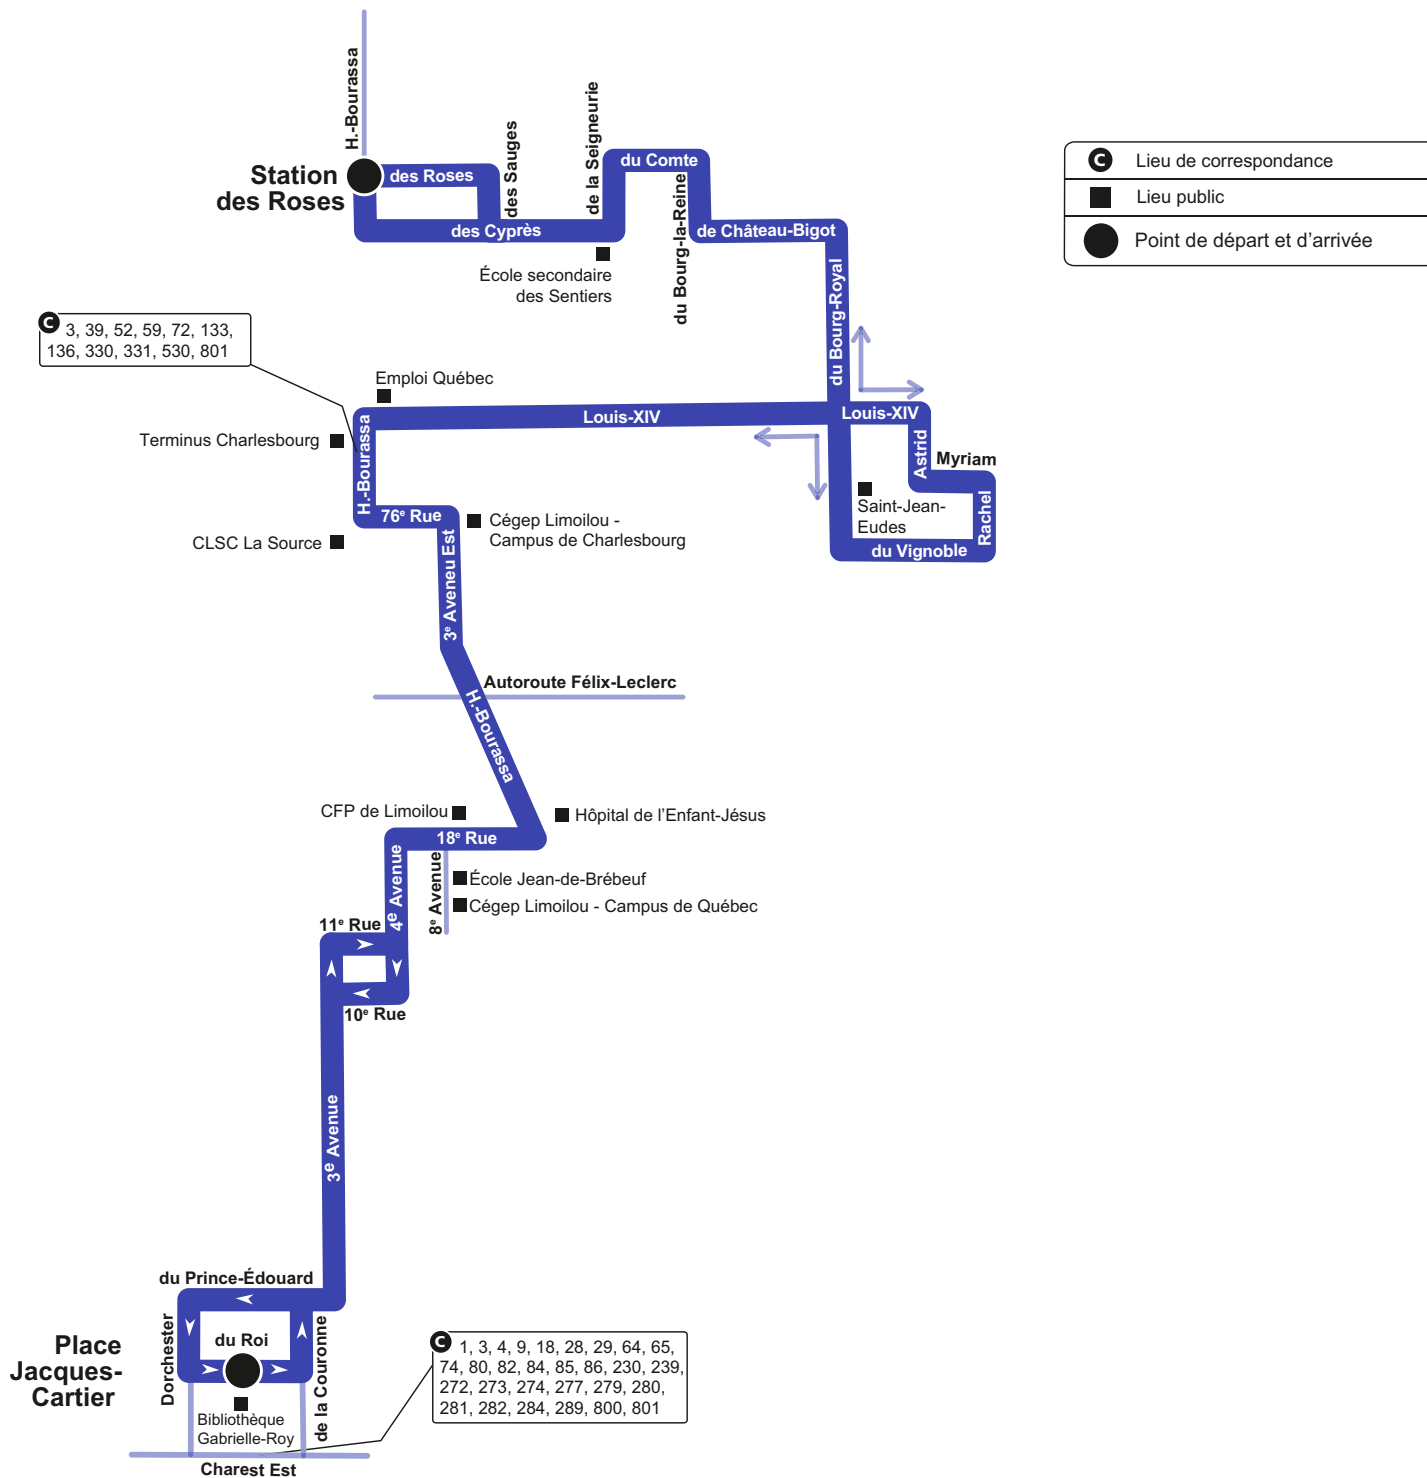 H.-Bourassa
Station
des Roses
des Roses
des Sauges
de la Seigneurie
du Comte
du Bourg-la-Reine
des Cyprès
de Château-Bigot
École secondaire
des Sentiers
du Bourg-Royal
C Lieu de correspondance
Lieu public
Point de départ et d'arrivée
C 3, 39, 52, 59, 72, 133,
136, 330, 331, 530, 801
Emploi Québec
Louis-XIV
Louis-XIV
Terminus Charlesbourg
H.-Bourassa
Astrid
Myriam
Rachel
Saint-Jean-
Eudes
du Vignoble
76e Rue
Cégep Limoilou -
Campus de Charlesbourg
CLSC La Source
3e Aveneu Est
Autoroute Félix-Leclerc
H.-Bourassa
CFP de Limoilou
Hôpital de l'Enfant-Jésus
18e Rue
4e Avenue
8e Avenue
École Jean-de-Brébeuf
Cégep Limoilou - Campus de Québec
11e Rue
10e Rue
3e Avenue
du Prince-Édouard
Dorchester
du Roi
de la Couronne
Place
Jacques-
Cartier
C 1, 3, 4, 9, 18, 28, 29, 64, 65,
74, 80, 82, 84, 85, 86, 230, 239,
272, 273, 274, 277, 279, 280,
281, 282, 284, 289, 800, 801
Bibliothèque
Gabrielle-Roy
Charest Est